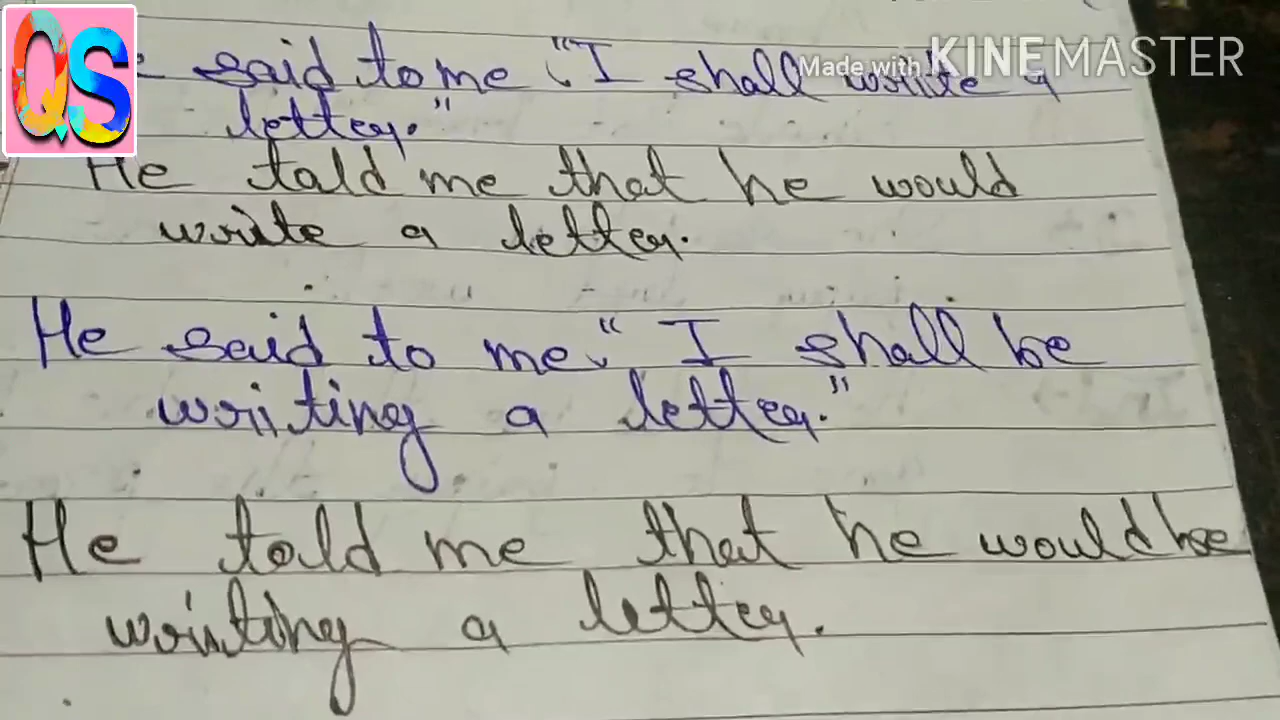 QS
Made with KINEMASTER
said to me, "I shall write a
letter."
He told me that he would
write a letter.
He said to me, " I shall be
writing a letter."
He told me that he would be
writing a letter.